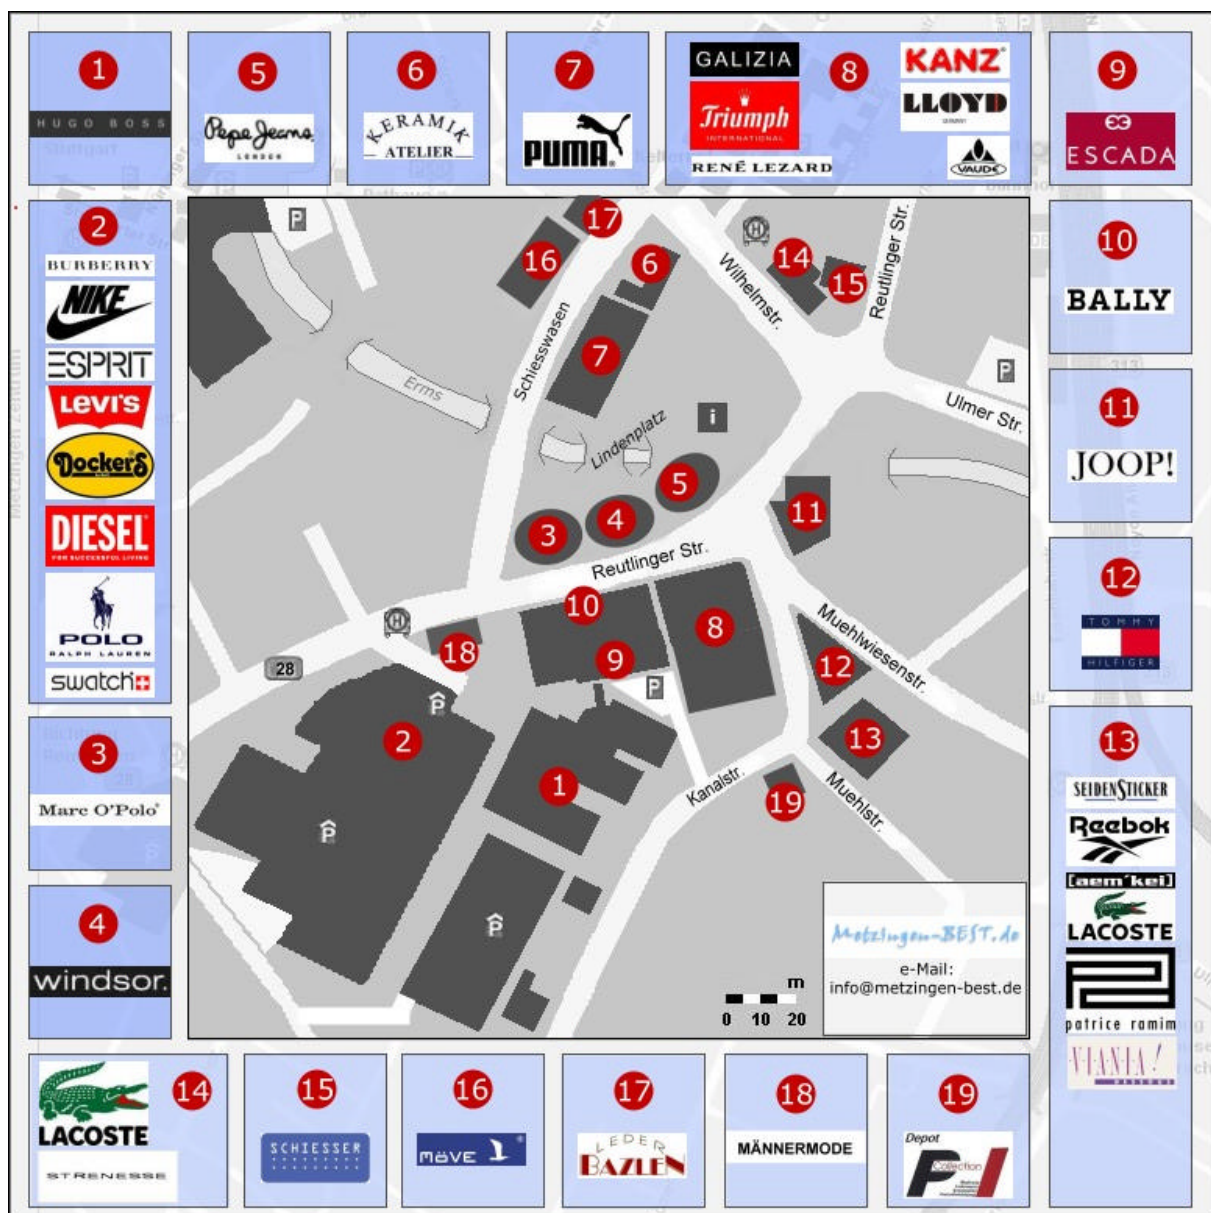 1
HUGO BOSS
5
Pepe Jeans
LONDON
6
KERAMIK
ATELIER
7
PUMA
8
GALIZIA
Triumph
INTERNATIONAL
RENÉ LEZARD
KANZ
LLOYD
GERMANY
VAUDE
9
ESCADA
2
BURBERRY
NIKE
ESPRIT
LEVI'S
DOCKERS
DIESEL
FOR SUCCESSFUL LIVING
POLO
RALPH LAUREN
swatch
3
Marc O'Polo
4
windsor.
10
BALLY
11
JOOP!
12
TOMMY
HILFIGER
13
SEIDENSTICKER
Reebok
[aem'kei]
LACOSTE
patrice ramim
VIANIA!
P
17
16
6
H
14
15
Reutlinger Str.
Wilhelmstr.
Schiesswasen
7
Erms
P
Ulmer Str.
Lindenplatz
i
5
4
3
11
Reutlinger Str.
10
8
H
18
9
28
P
P
2
12
Muehlwiesenstr.
13
1
Kanalstr.
19
Muehlstr.
P
P
Metzingen-BEST.de
e-Mail:
info@metzingen-best.de
m
0 10 20
14
LACOSTE
STRENESSE
15
SCHIESSER
16
MöVE
17
LEDER
BAZLEN
18
MÄNNERMODE
19
Depot
Collection